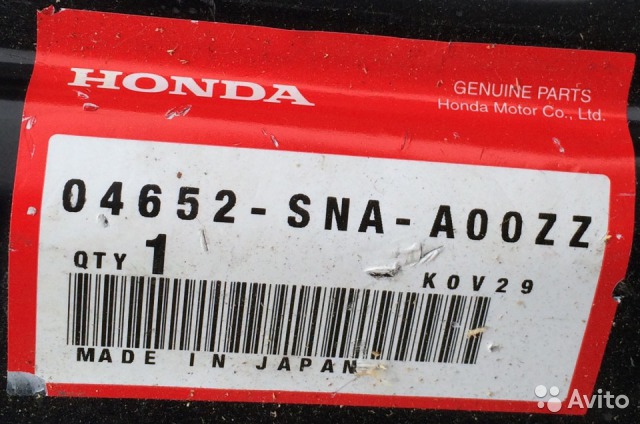 HONDA
GENUINE PARTS
Honda Motor Co., Ltd.
04652-SNA-A00ZZ
QTY 1
K0V29
MADE IN JAPAN
Avito